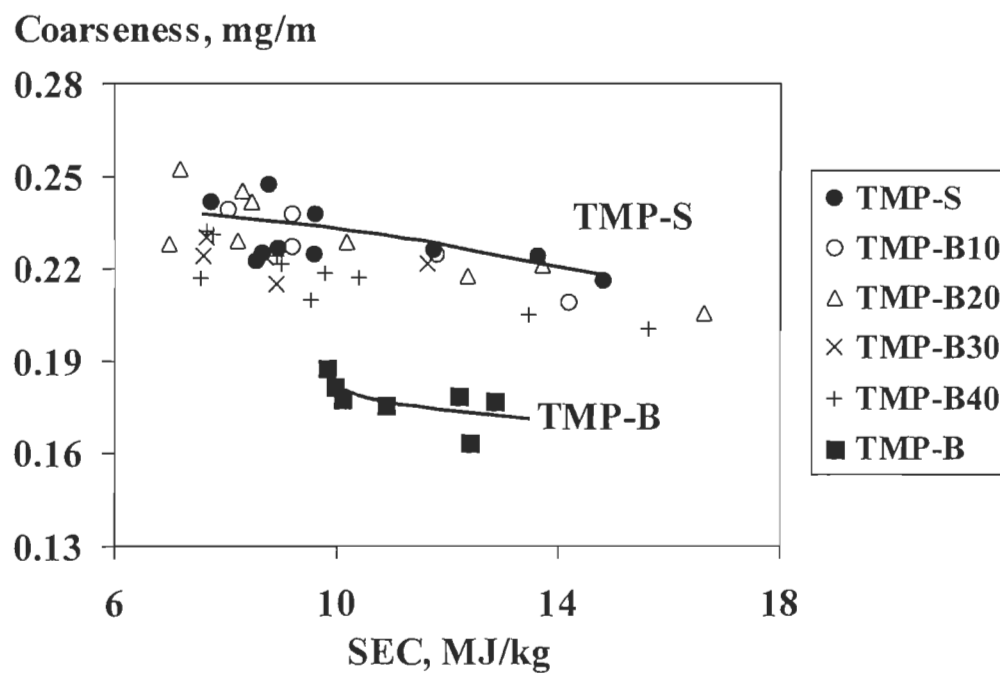 Coarseness, mg/m
0.28
0.25
0.22
0.19
0.16
0.13
6
10
14
18
SEC, MJ/kg
TMP-S
TMP-B
TMP-S
TMP-B10
TMP-B20
TMP-B30
TMP-B40
TMP-B